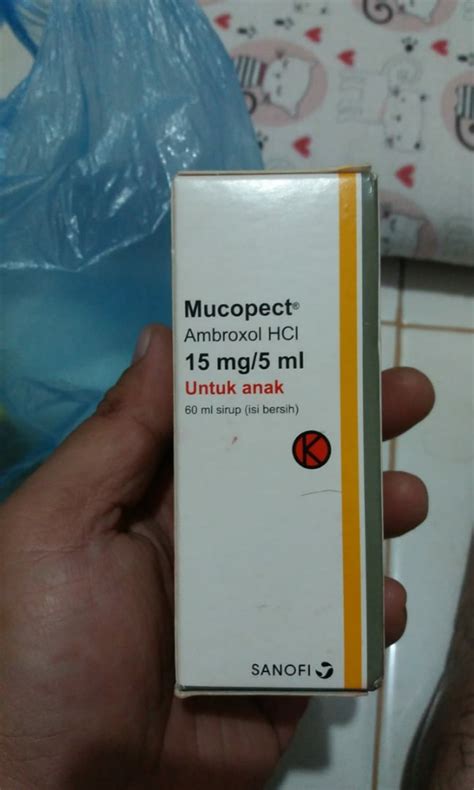 Mucopect®
Ambroxol HCl
15 mg/5 ml
Untuk anak
60 ml sirup (isi bersih)
K
SANOFI